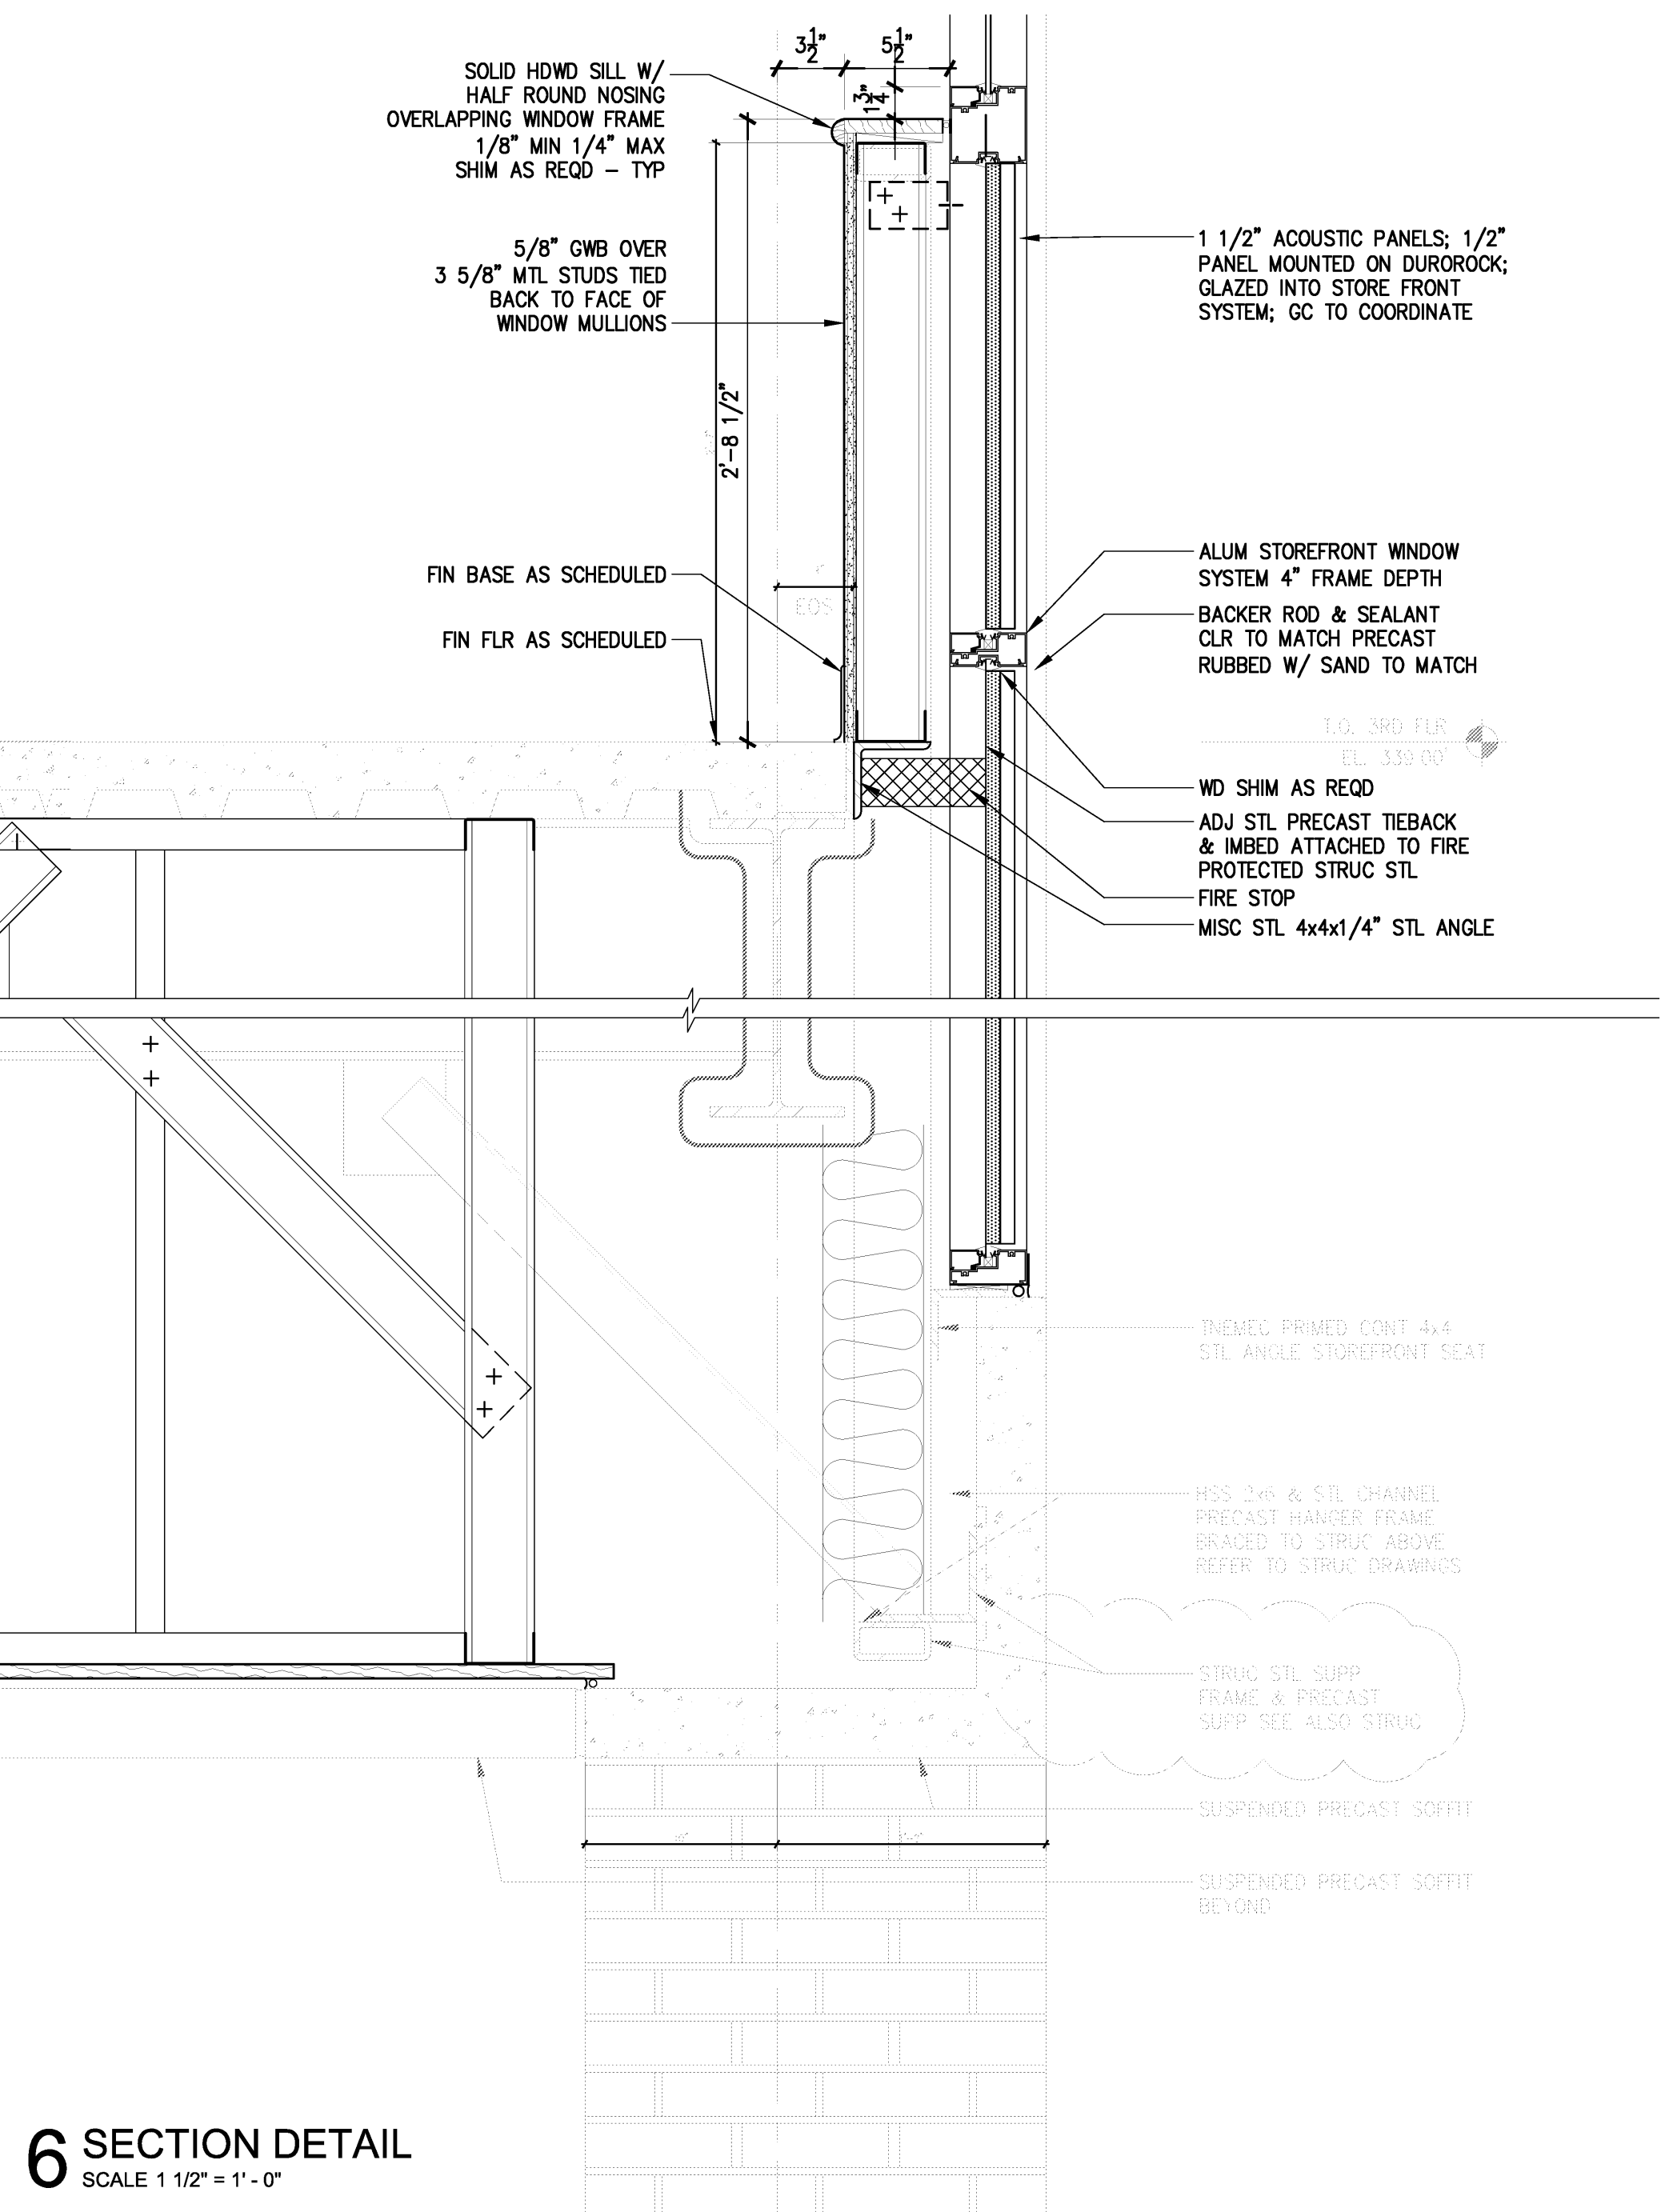 3 1/2"
5 1/2"
1 3/4"
SOLID HDWD SILL W/
HALF ROUND NOSING
OVERLAPPING WINDOW FRAME
1/8" MIN 1/4" MAX
SHIM AS REQD – TYP
5/8" GWB OVER
3 5/8" MTL STUDS TIED
BACK TO FACE OF
WINDOW MULLIONS
1 1/2" ACOUSTIC PANELS; 1/2"
PANEL MOUNTED ON DUROROCK;
GLAZED INTO STORE FRONT
SYSTEM; GC TO COORDINATE
2'-8 1/2"
FIN BASE AS SCHEDULED
EOS
FIN FLR AS SCHEDULED
ALUM STOREFRONT WINDOW
SYSTEM 4" FRAME DEPTH
BACKER ROD & SEALANT
CLR TO MATCH PRECAST
RUBBED W/ SAND TO MATCH
T.O. 3RD FLR
EL. 339.00'
WD SHIM AS REQD
ADJ STL PRECAST TIEBACK
& IMBED ATTACHED TO FIRE
PROTECTED STRUC STL
FIRE STOP
MISC STL 4x4x1/4" STL ANGLE
TNEMEC PRIMED CONT 4x4
STL ANGLE STOREFRONT SEAT
HSS 2x6 & STL CHANNEL
PRECAST HANGER FRAME
BRACED TO STRUC ABOVE
REFER TO STRUC DRAWINGS
STRUC STL SUPP
FRAME & PRECAST
SUPP SEE ALSO STRUC
SUSPENDED PRECAST SOFFIT
SUSPENDED PRECAST SOFFIT
BEYOND
6 SECTION DETAIL
SCALE 1 1/2" = 1' - 0"